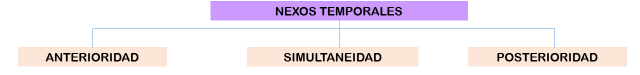 NEXOS TEMPORALES
ANTERIORIDAD
SIMULTANEIDAD
POSTERIORIDAD